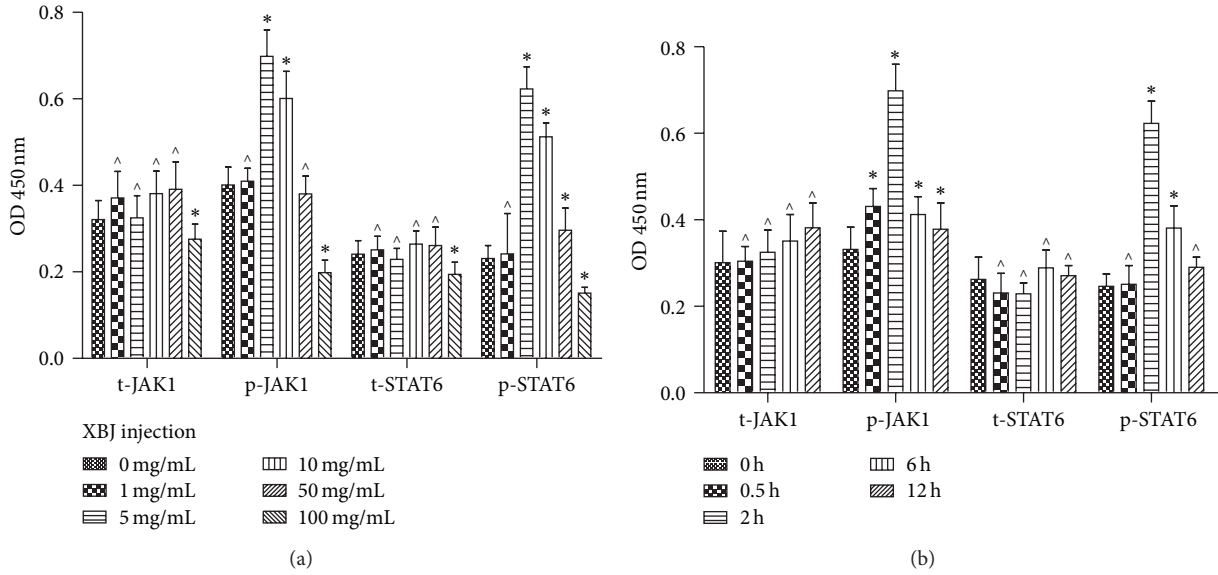 0.8
0.6
0.4
0.2
0.0
OD 450 nm
^ ^ ^ ^ *
^ * * ^ *
^ ^ ^ ^ *
^ * * * *
t-JAK1 p-JAK1 t-STAT6 p-STAT6
XBJ injection
0 mg/mL 10 mg/mL
1 mg/mL 50 mg/mL
5 mg/mL 100 mg/mL
(a)
0.8
0.6
0.4
0.2
0.0
OD 450 nm
^ ^ ^ ^
* * * *
^ ^ ^ ^
^ * * ^
t-JAK1 p-JAK1 t-STAT6 p-STAT6
0 h 6 h
0.5 h 12 h
2 h
(b)